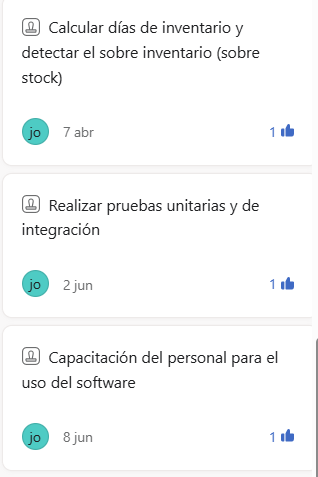 Calcular días de inventario y
detectar el sobre inventario (sobre
stock)
jo 7 abr 1
Realizar pruebas unitarias y de
integración
jo 2 jun 1
Capacitación del personal para el
uso del software
jo 8 jun 1